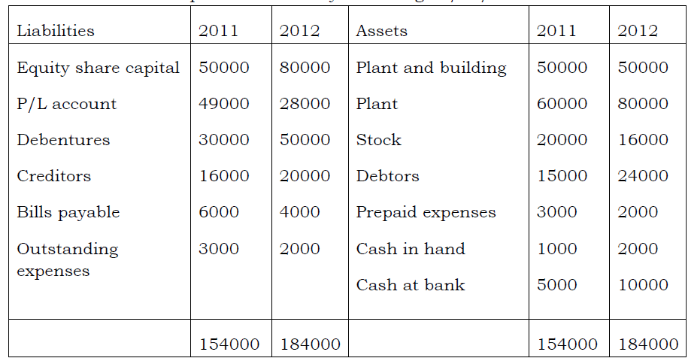 Liabilities 2011 2012 Assets 2011 2012
Equity share capital 50000 80000 Plant and building 50000 50000
P/L account 49000 28000 Plant 60000 80000
Debentures 30000 50000 Stock 20000 16000
Creditors 16000 20000 Debtors 15000 24000
Bills payable 6000 4000 Prepaid expenses 3000 2000
Outstanding 3000 2000 Cash in hand 1000 2000
expenses
Cash at bank 5000 10000
154000 184000 154000 184000